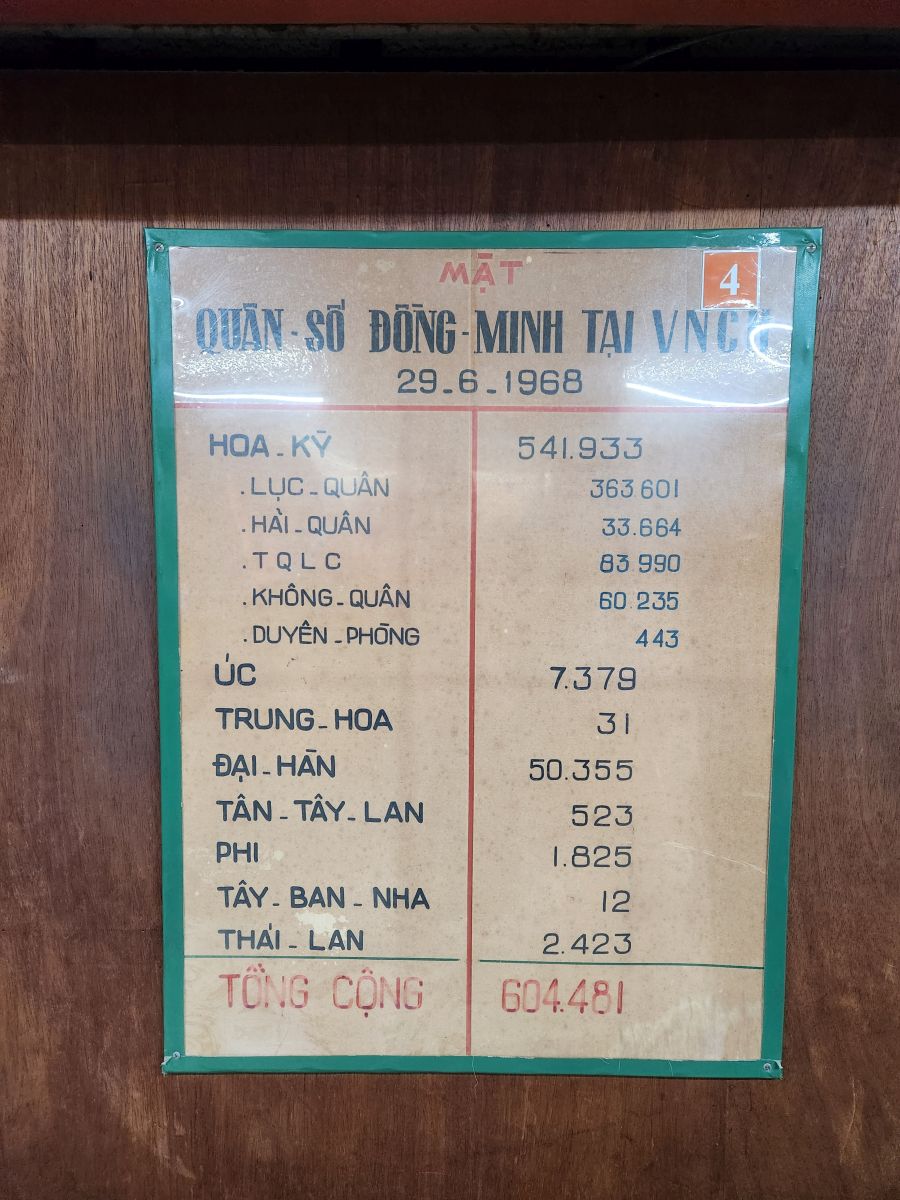 MẬT
4
QUÂN-SỐ ĐỒNG-MINH TẠI VNCH
29-6-1968
HOA-KỲ 541.933
.LỤC-QUÂN 363.601
.HẢI-QUÂN 33.664
.TQLC 83.990
.KHÔNG-QUÂN 60.235
.DUYÊN-PHÒNG 443
ÚC 7.379
TRUNG-HOA 31
ĐẠI-HÀN 50.355
TÂN-TÂY-LAN 523
PHI 1.825
TÂY-BAN-NHA 12
THÁI-LAN 2.423
TỔNG CỘNG 604.481